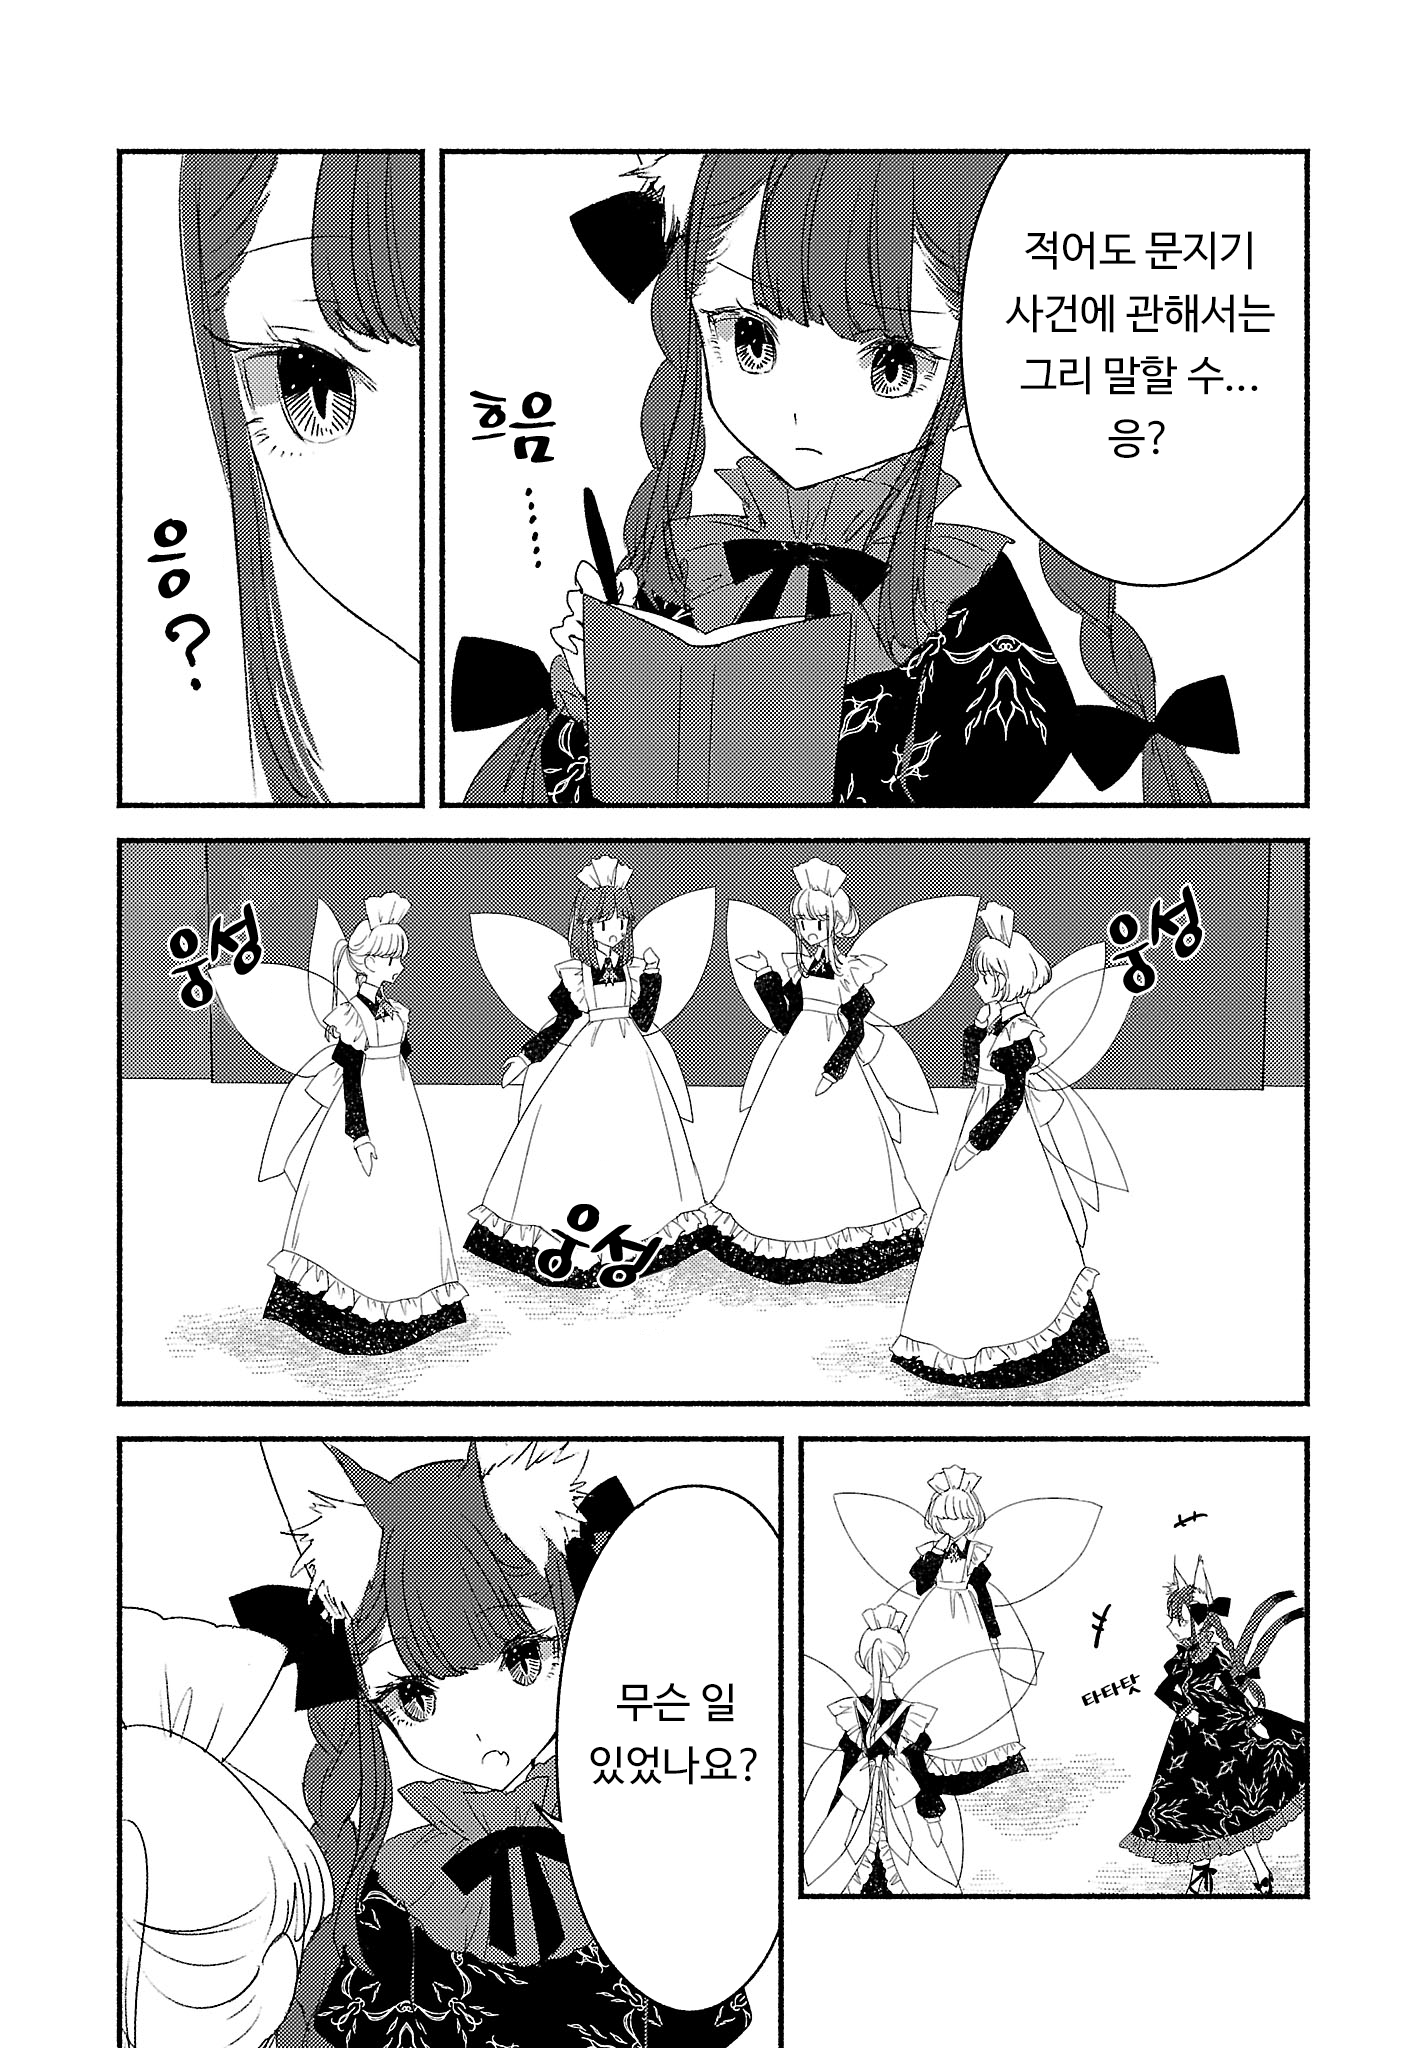 적어도 문지기
사건에 관해서는
그리 말할 수…
응?
흐음
……
응?
웅성
웅성
웅성
타타탓
무슨 일
있었나요?